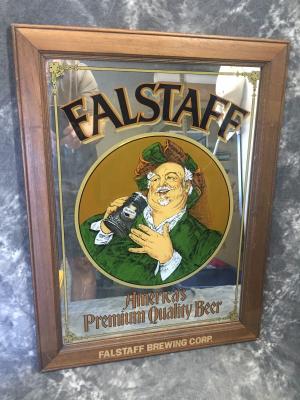 FALSTAFF
America's
Premium Quality Beer
FALSTAFF BREWING CORP.